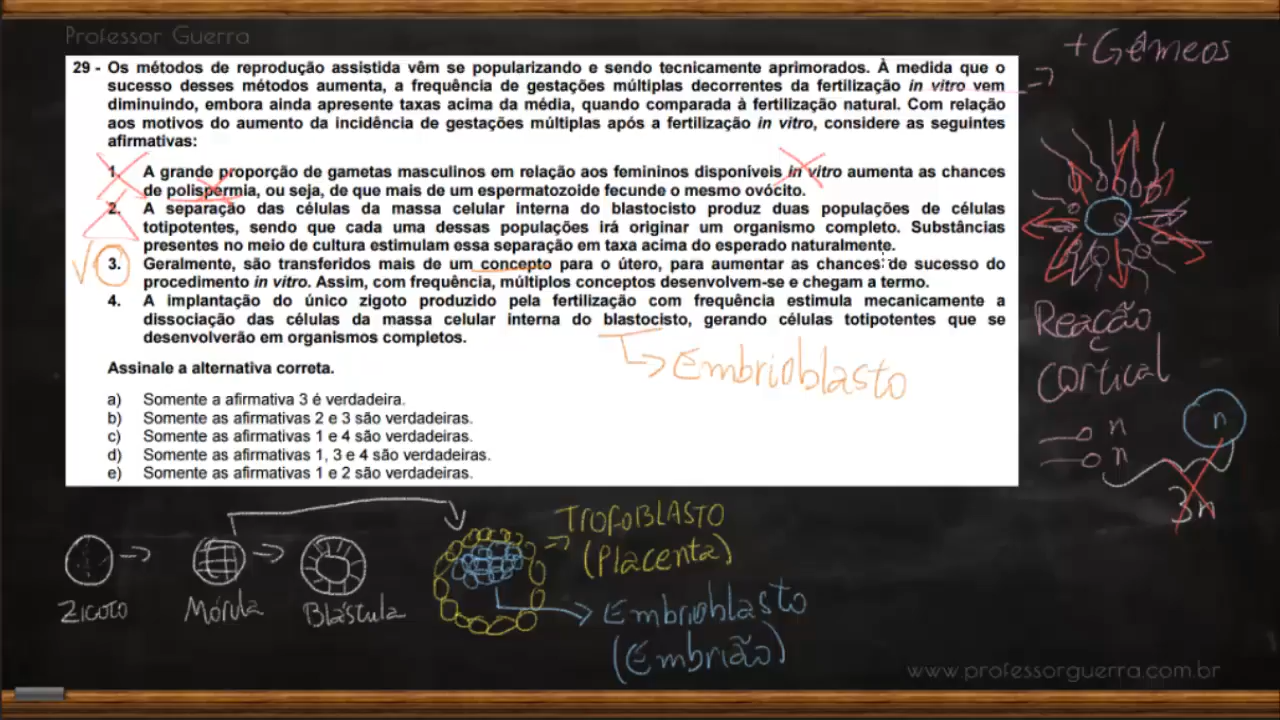 Professor Guerra
29 - Os métodos de reprodução assistida vêm se popularizando e sendo tecnicamente aprimorados. À medida que o
sucesso desses métodos aumenta, a frequência de gestações múltiplas decorrentes da fertilização in vitro vem
diminuindo, embora ainda apresente taxas acima da média, quando comparada à fertilização natural. Com relação
aos motivos do aumento da incidência de gestações múltiplas após a fertilização in vitro, considere as seguintes
afirmativas:
1. A grande proporção de gametas masculinos em relação aos femininos disponíveis in vitro aumenta as chances
de polispermia, ou seja, de que mais de um espermatozoide fecunde o mesmo ovócito.
2. A separação das células da massa celular interna do blastocisto produz duas populações de células
totipotentes, sendo que cada uma dessas populações irá originar um organismo completo. Substâncias
presentes no meio de cultura estimulam essa separação em taxa acima do esperado naturalmente.
3. Geralmente, são transferidos mais de um concepto para o útero, para aumentar as chances de sucesso do
procedimento in vitro. Assim, com frequência, múltiplos conceptos desenvolvem-se e chegam a termo.
4. A implantação do único zigoto produzido pela fertilização com frequência estimula mecanicamente a
dissociação das células da massa celular interna do blastocisto, gerando células totipotentes que se
desenvolverão em organismos completos.
Embrioblasto
Assinale a alternativa correta.
a) Somente a afirmativa 3 é verdadeira.
b) Somente as afirmativas 2 e 3 são verdadeiras.
c) Somente as afirmativas 1 e 4 são verdadeiras.
d) Somente as afirmativas 1, 3 e 4 são verdadeiras.
e) Somente as afirmativas 1 e 2 são verdadeiras.
+ Gêmeos
Reação
Cortical
n
n
n
3n
Zigoto
Mórula
Blástula
TROFOBLASTO
(Placenta)
Embrioblasto
(Embrião)
www.professorguerra.com.br